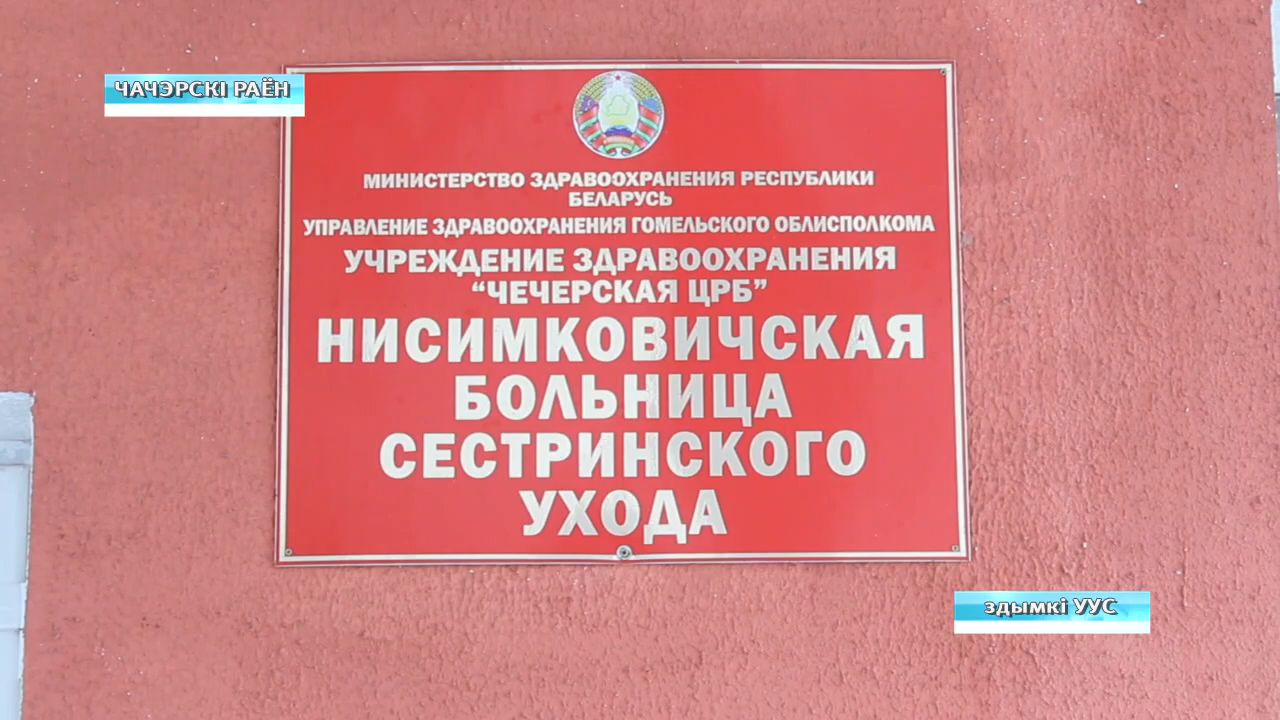 ЧАЧЭРСКІ РАЁН
МИНИСТЕРСТВО ЗДРАВООХРАНЕНИЯ РЕСПУБЛИКИ
БЕЛАРУСЬ
УПРАВЛЕНИЕ ЗДРАВООХРАНЕНИЯ ГОМЕЛЬСКОГО ОБЛИСПОЛКОМА
УЧРЕЖДЕНИЕ ЗДРАВООХРАНЕНИЯ
“ЧЕЧЕРСКАЯ ЦРБ”
НИСИМКОВИЧСКАЯ
БОЛЬНИЦА
СЕСТРИНСКОГО
УХОДА
здымкі УУС